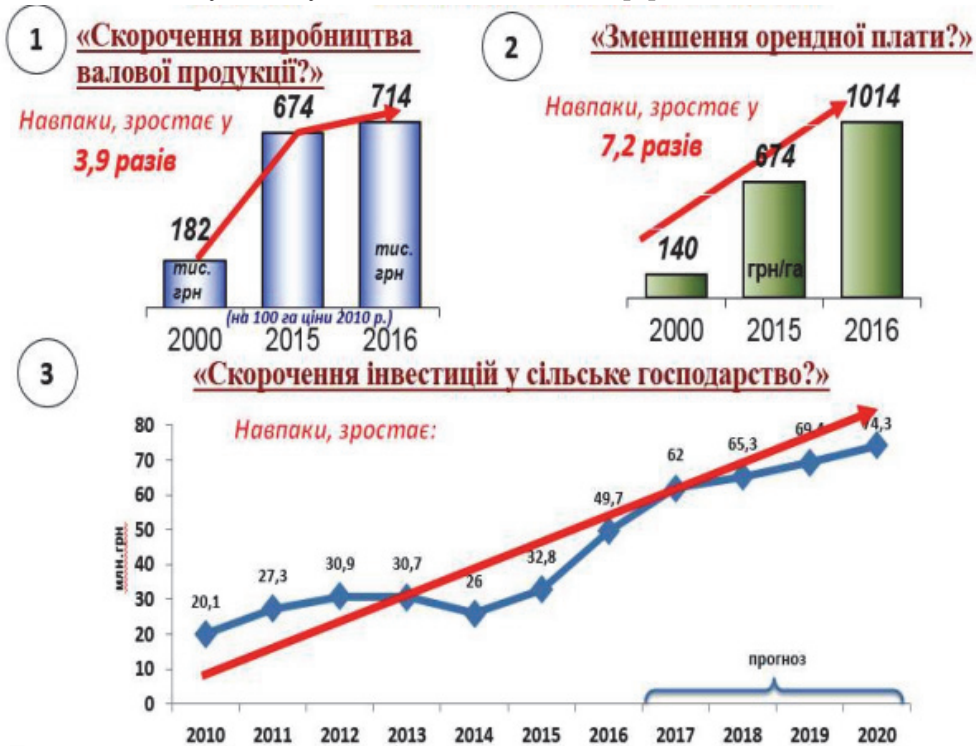 1
«Скорочення виробництва
валової продукції?»
Навпаки, зростає у
3,9 разів
182
674
714
тис.
грн
тис.
грн
(на 100 га ціни 2010 р.)
2000 2015 2016
2
«Зменшення орендної плати?»
Навпаки, зростає у
7,2 разів
140
674
1014
грн/га
2000 2015 2016
3
«Скорочення інвестицій у сільське господарство?»
Навпаки, зростає:
млн.грн
80
70
60
50
40
30
20
10
0
20,1 27,3 30,9 30,7 26 32,8 49,7 62 65,3 69,4 74,3
прогноз
2010 2011 2012 2013 2014 2015 2016 2017 2018 2019 2020